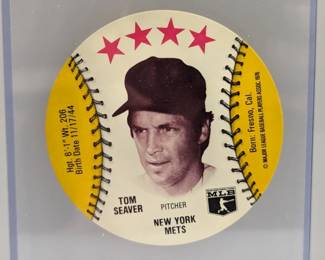 Hgt. 6'-1" Wt. 206
Birth Date 11/17/44
TOM
SEAVER
PITCHER
NEW YORK
METS
MLB
Born: Fresno, Cal.
© MAJOR LEAGUE BASEBALL PLAYERS ASSOC. 1976